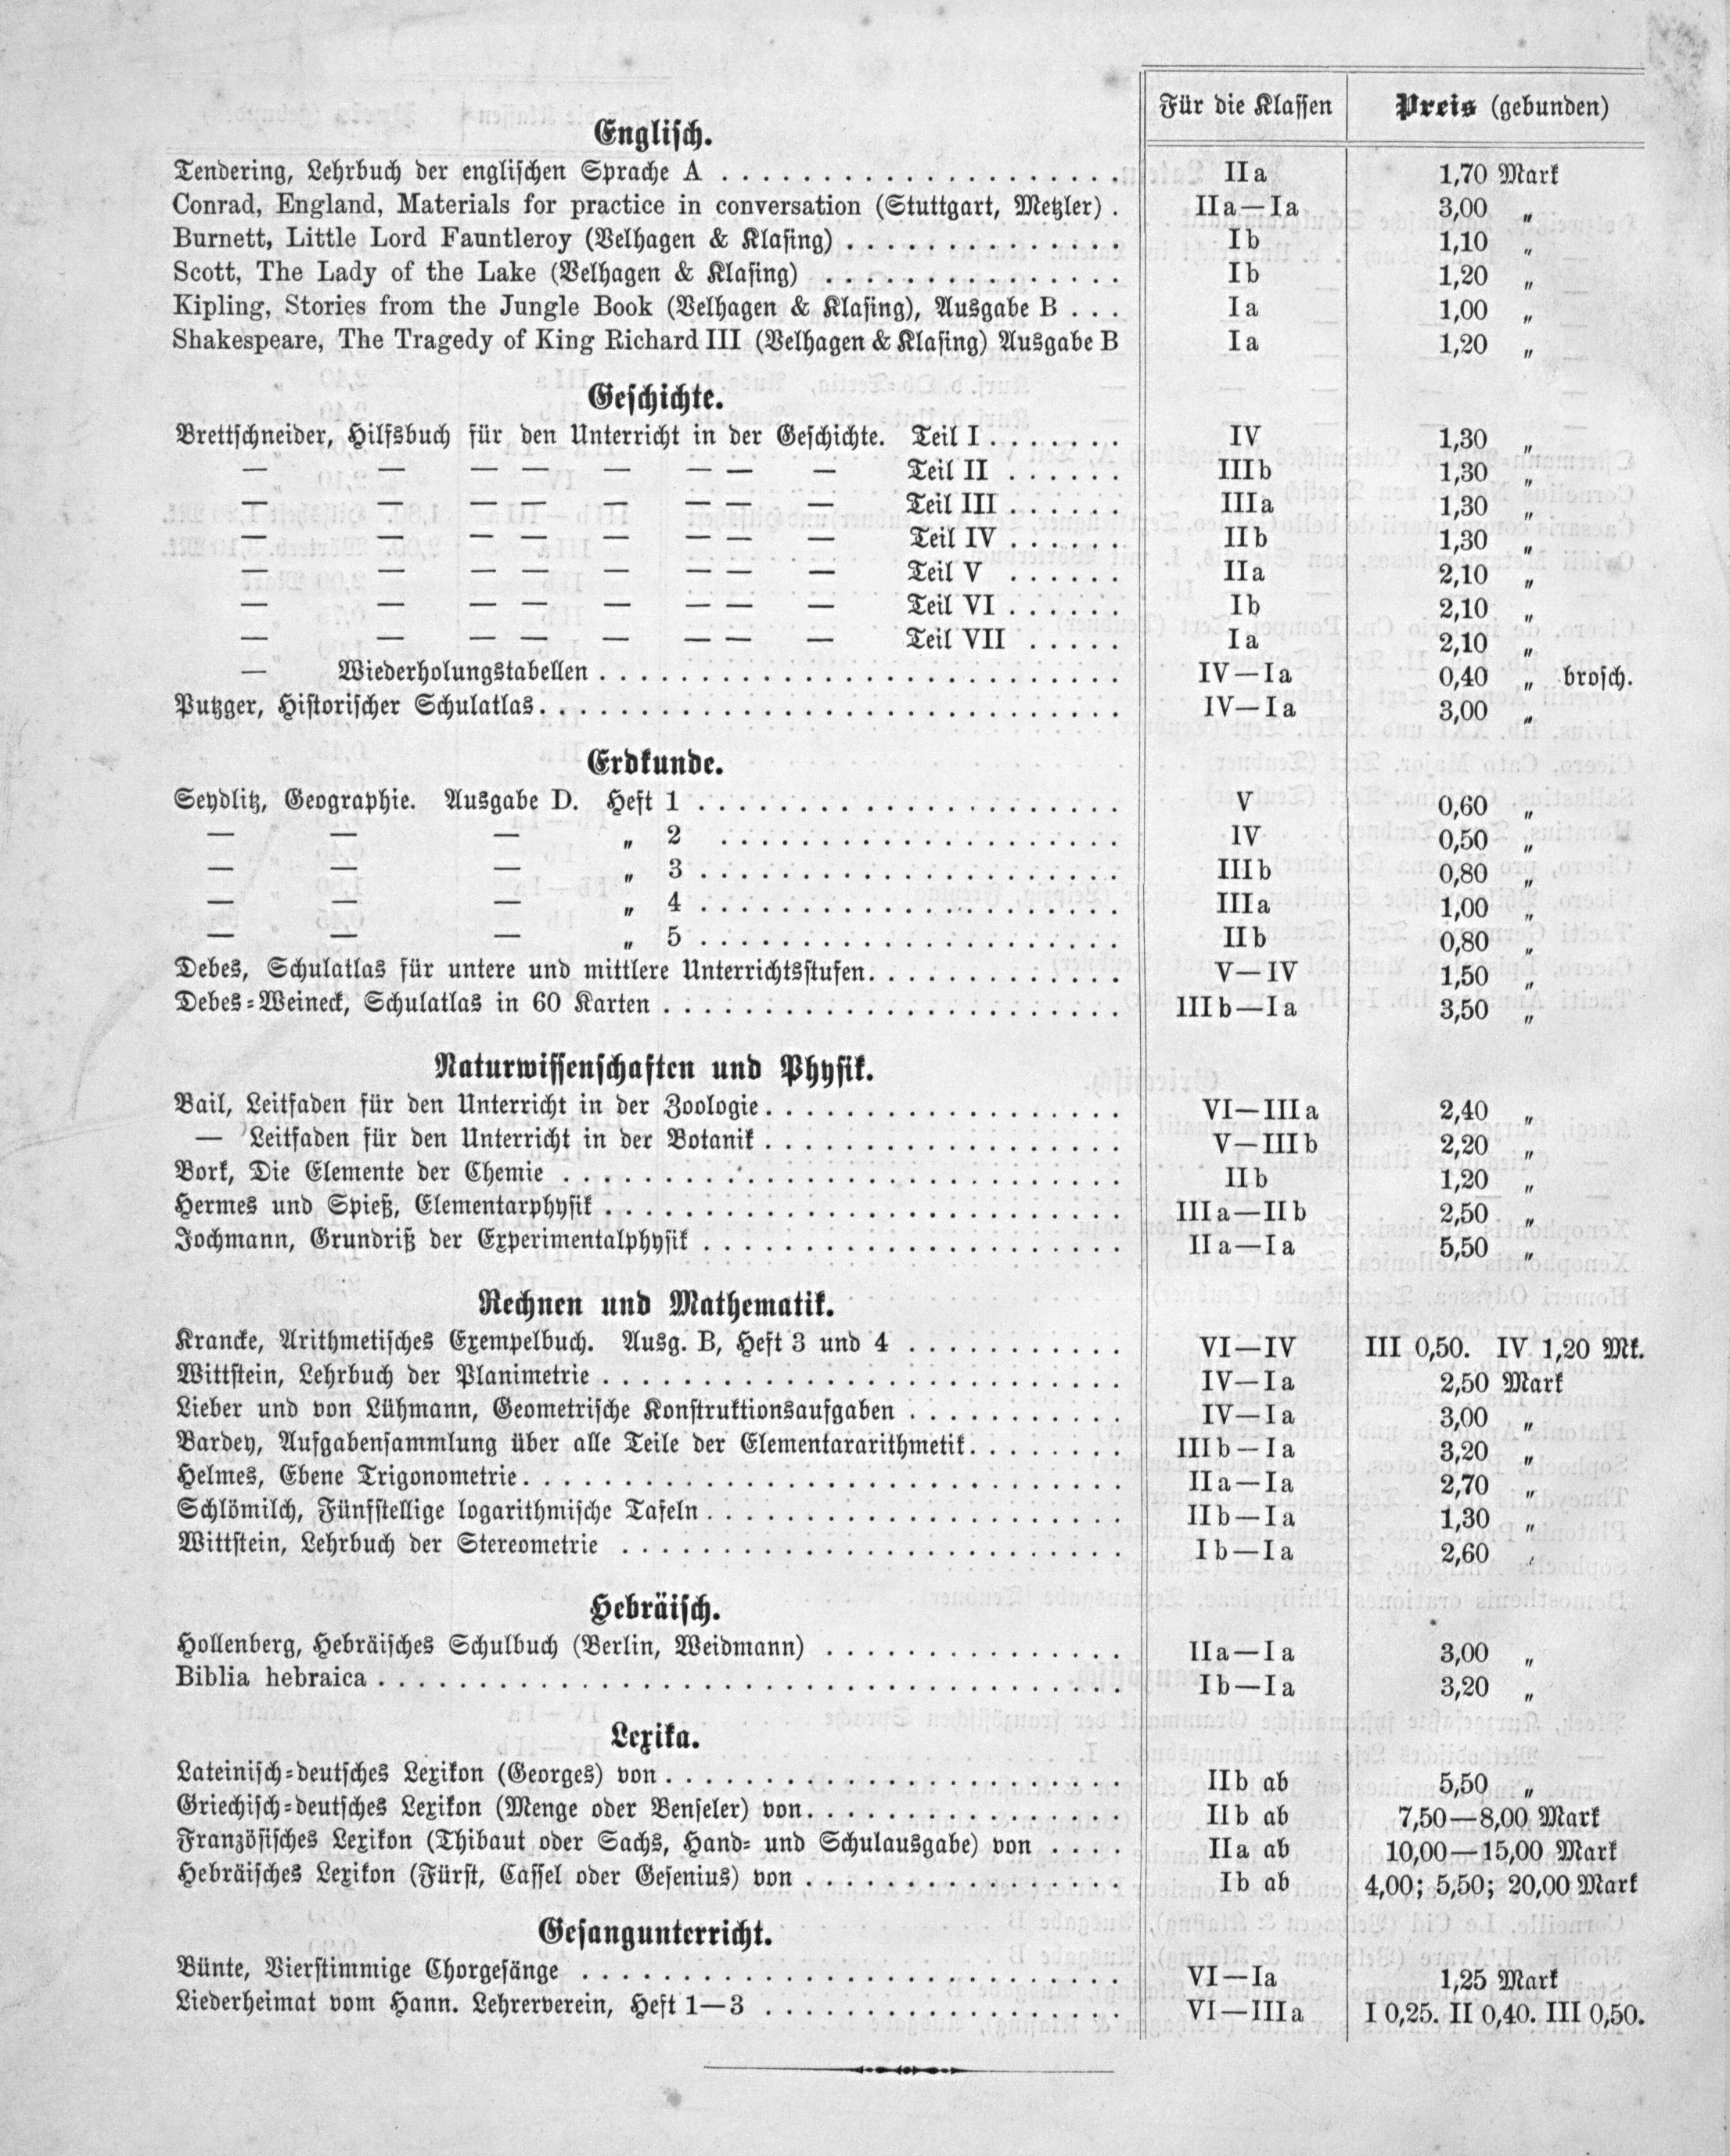 Für die Klassen Preis (gebunden)
Englisch.
Tendering, Lehrbuch der englischen Sprache A . . . . . . . . . . . . . . . . . . . . IIa 1,70 Mark
Conrad, England, Materials for practice in conversation (Stuttgart, Metzler) . IIa—Ia 3,00 „
Burnett, Little Lord Fauntleroy (Velhagen & Klasing) . . . . . . . . . . . . . . Ib 1,10 „
Scott, The Lady of the Lake (Velhagen & Klasing) . . . . . . . . . . . . . . . Ib 1,20 „
Kipling, Stories from the Jungle Book (Velhagen & Klasing), Ausgabe B . . . Ia 1,00 „
Shakespeare, The Tragedy of King Richard III (Velhagen & Klasing) Ausgabe B Ia 1,20 „
Geschichte.
Brettschneider, Hilfsbuch für den Unterricht in der Geschichte. Teil I . . . . . . . IV 1,30 „
— — — — — — — — Teil II . . . . . . IIIb 1,30 „
— — — — — — — — Teil III . . . . . . IIIa 1,30 „
— — — — — — — — Teil IV . . . . . . IIb 1,30 „
— — — — — — — — Teil V . . . . . . IIa 2,10 „
— — — — — — — — Teil VI . . . . . . Ib 2,10 „
— — — — — — — — Teil VII . . . . . Ia 2,10 „
— Wiederholungstabellen . . . . . . . . . . . . . . . . . . . . . . . . . . IV—Ia 0,40 „ brosch.
Putzger, Historischer Schulatlas. . . . . . . . . . . . . . . . . . . . . . . . . . . . . IV—Ia 3,00 „
Erdkunde.
Seydlitz, Geographie. Ausgabe D. Heft 1 . . . . . . . . . . . . . . . . . . . . . V 0,60 „
— — — „ 2 . . . . . . . . . . . . . . . . . . . . IV 0,50 „
— — — „ 3 . . . . . . . . . . . . . . . . . . . . . IIIb 0,80 „
— — — „ 4 . . . . . . . . . . . . . . . . . . . . . IIIa 1,00 „
— — — „ 5 . . . . . . . . . . . . . . . . . . . . . IIb 0,80 „
Debes, Schulatlas für untere und mittlere Unterrichtsstufen. . . . . . . . . . . . . V—IV 1,50 „
Debes-Weineck, Schulatlas in 60 Karten . . . . . . . . . . . . . . . . . . . . . . . IIIb—Ia 3,50 „
Naturwissenschaften und Physik.
Bail, Leitfaden für den Unterricht in der Zoologie . . . . . . . . . . . . . . . . . . VI—IIIa 2,40 „
— Leitfaden für den Unterricht in der Botanik . . . . . . . . . . . . . . . . . . V—IIIb 2,20 „
Bork, Die Elemente der Chemie . . . . . . . . . . . . . . . . . . . . . . . . . . . . IIb 1,20 „
Hermes und Spieß, Elementarphysik . . . . . . . . . . . . . . . . . . . . . . . . . . IIIa—IIb 2,50 „
Jochmann, Grundriß der Experimentalphysik . . . . . . . . . . . . . . . . . . . . . IIa—Ia 5,50 „
Rechnen und Mathematik.
Krancke, Arithmetisches Exempelbuch. Ausg. B, Heft 3 und 4 . . . . . . . . . . . VI—IV III 0,50. IV 1,20 Mk.
Wittstein, Lehrbuch der Planimetrie . . . . . . . . . . . . . . . . . . . . . . . . . . IV—Ia 2,50 Mark
Lieber und von Lühmann, Geometrische Konstruktionsaufgaben . . . . . . . . . . . IV—Ia 3,00 „
Bardey, Aufgabensammlung über alle Teile der Elementararithmetik. . . . . . . . IIIb—Ia 3,20 „
Helmes, Ebene Trigonometrie. . . . . . . . . . . . . . . . . . . . . . . . . . . . . . IIa—Ia 2,70 „
Schlömilch, Fünfstellige logarithmische Tafeln . . . . . . . . . . . . . . . . . . . . . IIb—Ia 1,30 „
Wittstein, Lehrbuch der Stereometrie . . . . . . . . . . . . . . . . . . . . . . . . . Ib—Ia 2,60 „
Hebräisch.
Hollenberg, Hebräisches Schulbuch (Berlin, Weidmann) . . . . . . . . . . . . . . . IIa—Ia 3,00 „
Biblia hebraica . . . . . . . . . . . . . . . . . . . . . . . . . . . . . . . . . . . . . Ib—Ia 3,20 „
Lexika.
Lateinisch-deutsches Lexikon (Georges) von . . . . . . . . . . . . . . . . . . . . . . . IIb ab 5,50 „
Griechisch-deutsches Lexikon (Menge oder Benseler) von. . . . . . . . . . . . . . . . IIb ab 7,50—8,00 Mark
Französisches Lexikon (Thibaut oder Sachs, Hand- und Schulausgabe) von . . . . IIa ab 10,00—15,00 Mark
Hebräisches Lexikon (Fürst, Cassel oder Gesenius) von . . . . . . . . . . . . . . . . Ib ab 4,00; 5,50; 20,00 Mark
Gesangunterricht.
Bünte, Vierstimmige Chorgesänge . . . . . . . . . . . . . . . . . . . . . . . . . . . VI—Ia 1,25 Mark
Liederheimat vom Hann. Lehrerverein, Heft 1—3 . . . . . . . . . . . . . . . . . . VI—IIIa I 0,25. II 0,40. III 0,50.